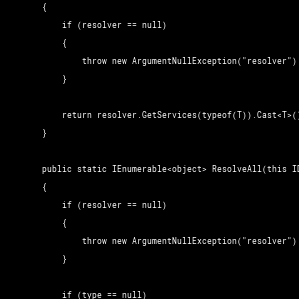 {
if (resolver == null)
{
throw new ArgumentNullException("resolver")
}
return resolver.GetServices(typeof(T)).Cast<T>(
}
public static IEnumerable<object> ResolveAll(this
{
if (resolver == null)
{
throw new ArgumentNullException("resolver")
}
if (type == null)